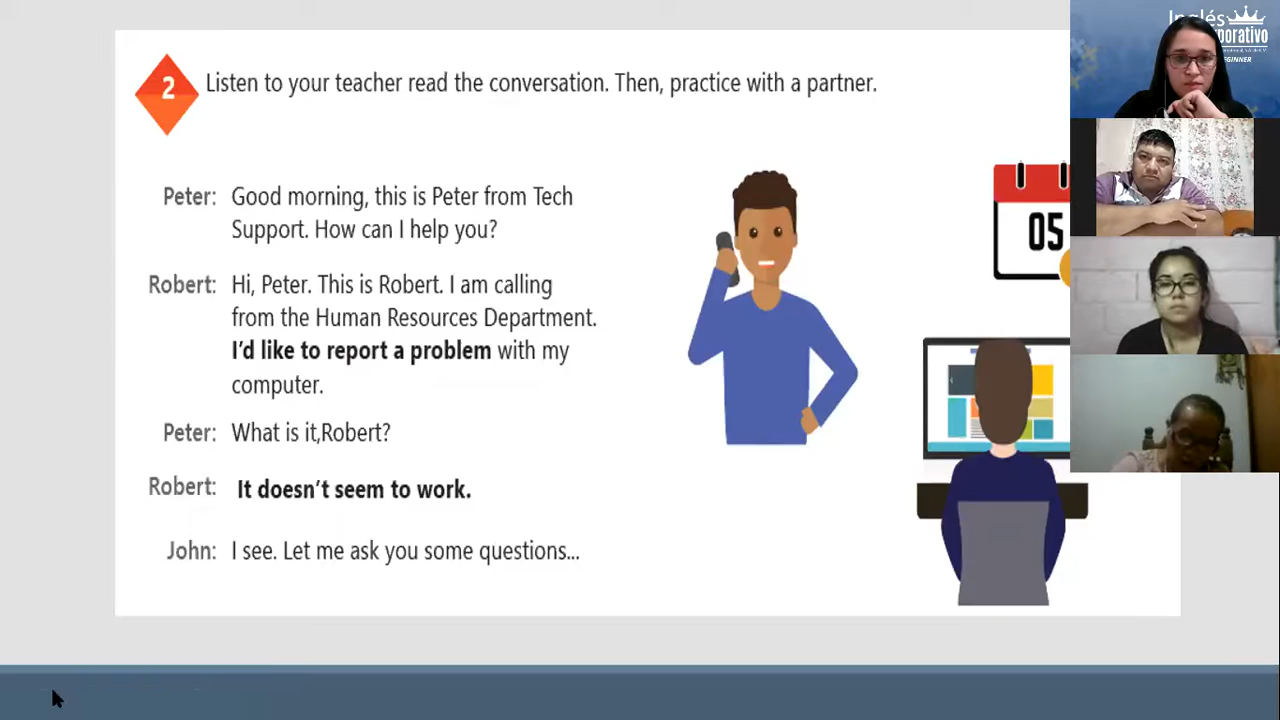 2 Listen to your teacher read the conversation. Then, practice with a partner.
Peter: Good morning, this is Peter from Tech
Support. How can I help you?
Robert: Hi, Peter. This is Robert. I am calling
from the Human Resources Department.
I'd like to report a problem with my
computer.
Peter: What is it,Robert?
Robert: It doesn't seem to work.
John: I see. Let me ask you some questions...
05
Inglés